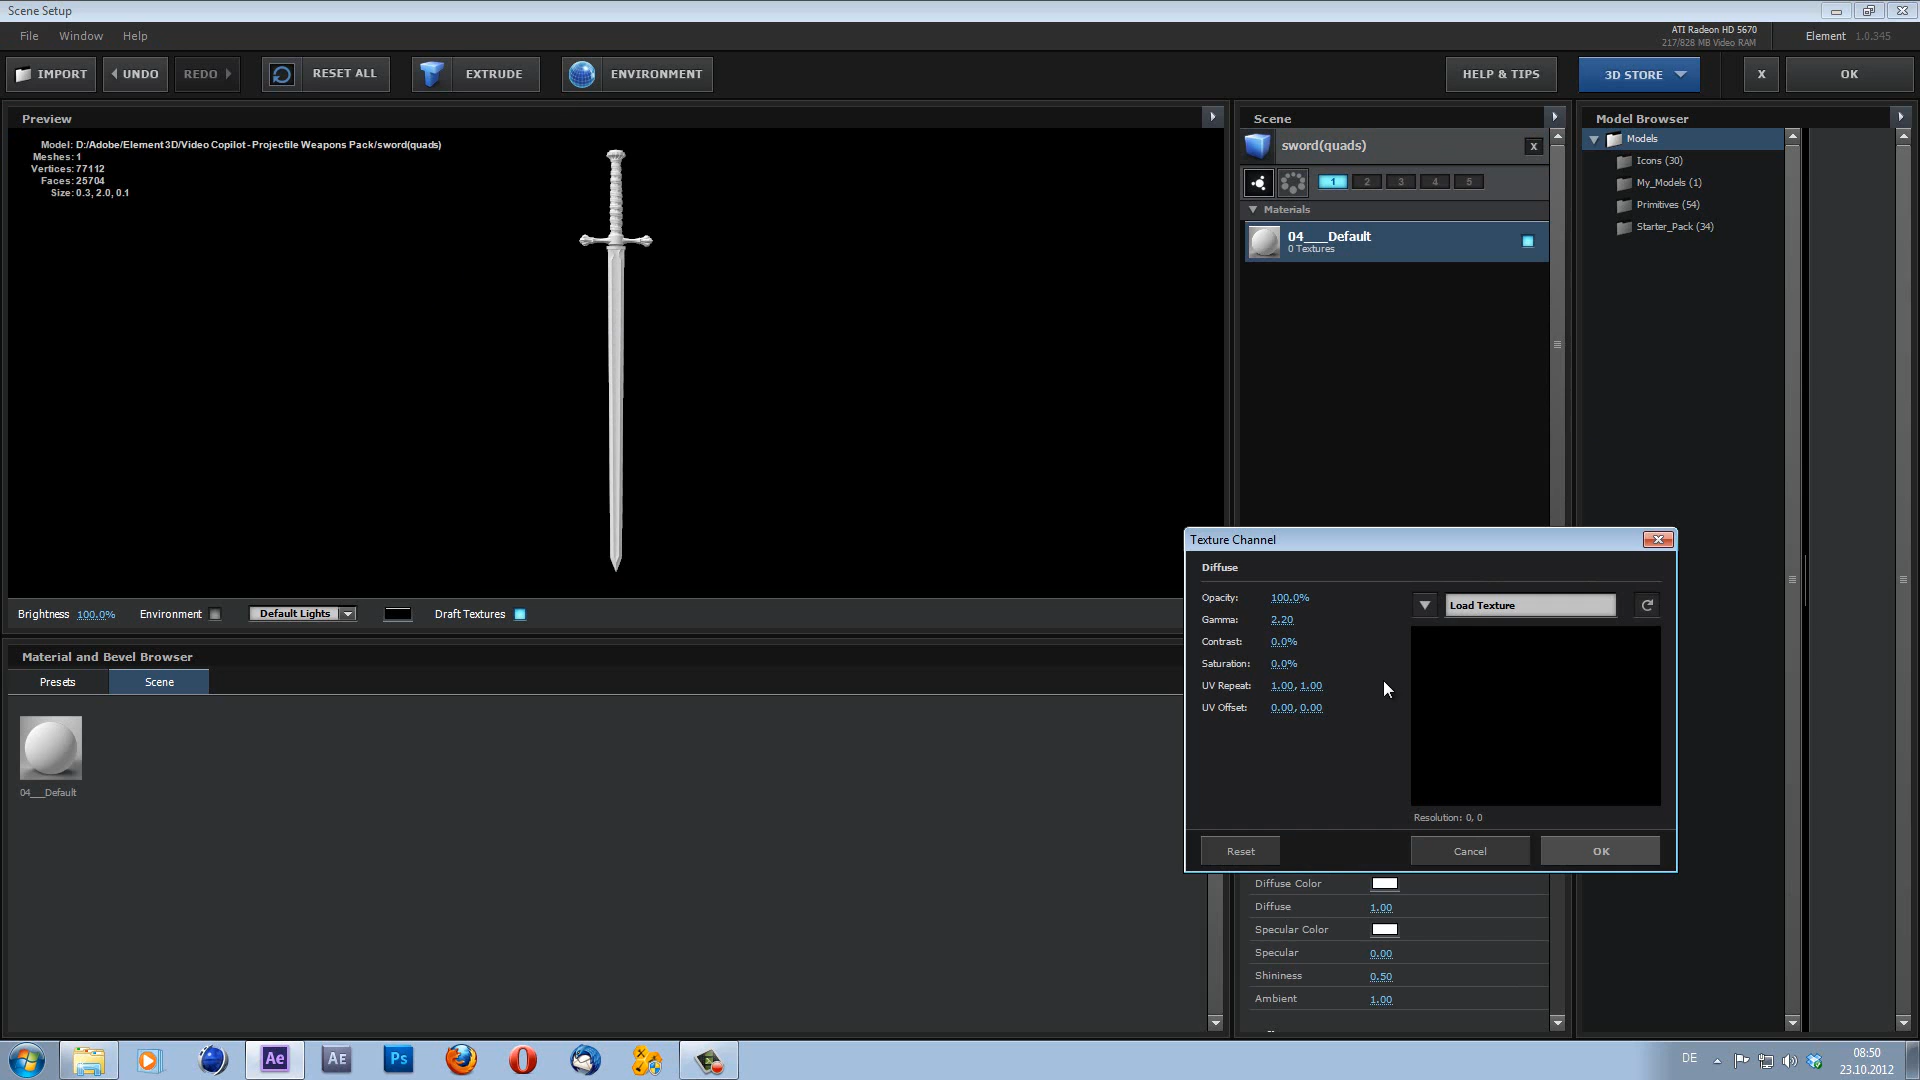 Scene Setup
File Window Help
ATI Radeon HD 5670
217/828 MB Video RAM
Element 1.0.345
IMPORT UNDO REDO RESET ALL EXTRUDE ENVIRONMENT HELP & TIPS 3D STORE X OK
Preview
Model: D:/Adobe/Element3D/Video Copilot - Projectile Weapons Pack/sword(quads)
Meshes: 1
Vertices: 77112
Faces: 25704
Size: 0.3, 2.0, 0.1
Brightness 100.0% Environment Default Lights Draft Textures
Material and Bevel Browser
Presets Scene
04___Default
Scene
sword(quads) x
1 2 3 4 5
Materials
04___Default
0 Textures
Model Browser
Models
Icons (30)
My_Models (1)
Primitives (54)
Starter_Pack (34)
Texture Channel
Diffuse
Opacity: 100.0%
Gamma: 2.20
Contrast: 0.0%
Saturation: 0.0%
UV Repeat: 1.00, 1.00
UV Offset: 0.00, 0.00
Load Texture
Resolution: 0, 0
Reset Cancel OK
Diffuse Color
Diffuse 1.00
Specular Color
Specular 0.00
Shininess 0.50
Ambient 1.00
Ae AE Ps
DE
08:50
23.10.2012